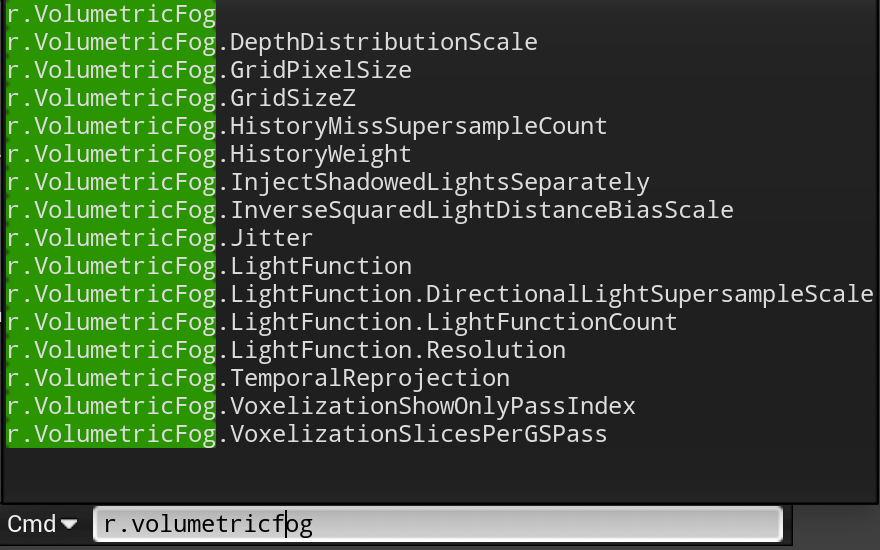 r.VolumetricFog
r.VolumetricFog.DepthDistributionScale
r.VolumetricFog.GridPixelSize
r.VolumetricFog.GridSizeZ
r.VolumetricFog.HistoryMissSupersampleCount
r.VolumetricFog.HistoryWeight
r.VolumetricFog.InjectShadowedLightsSeparately
r.VolumetricFog.InverseSquaredLightDistanceBiasScale
r.VolumetricFog.Jitter
r.VolumetricFog.LightFunction
r.VolumetricFog.LightFunction.DirectionalLightSupersampleScale
r.VolumetricFog.LightFunction.LightFunctionCount
r.VolumetricFog.LightFunction.Resolution
r.VolumetricFog.TemporalReprojection
r.VolumetricFog.VoxelizationShowOnlyPassIndex
r.VolumetricFog.VoxelizationSlicesPerGSPass
Cmd r.volumetricfog